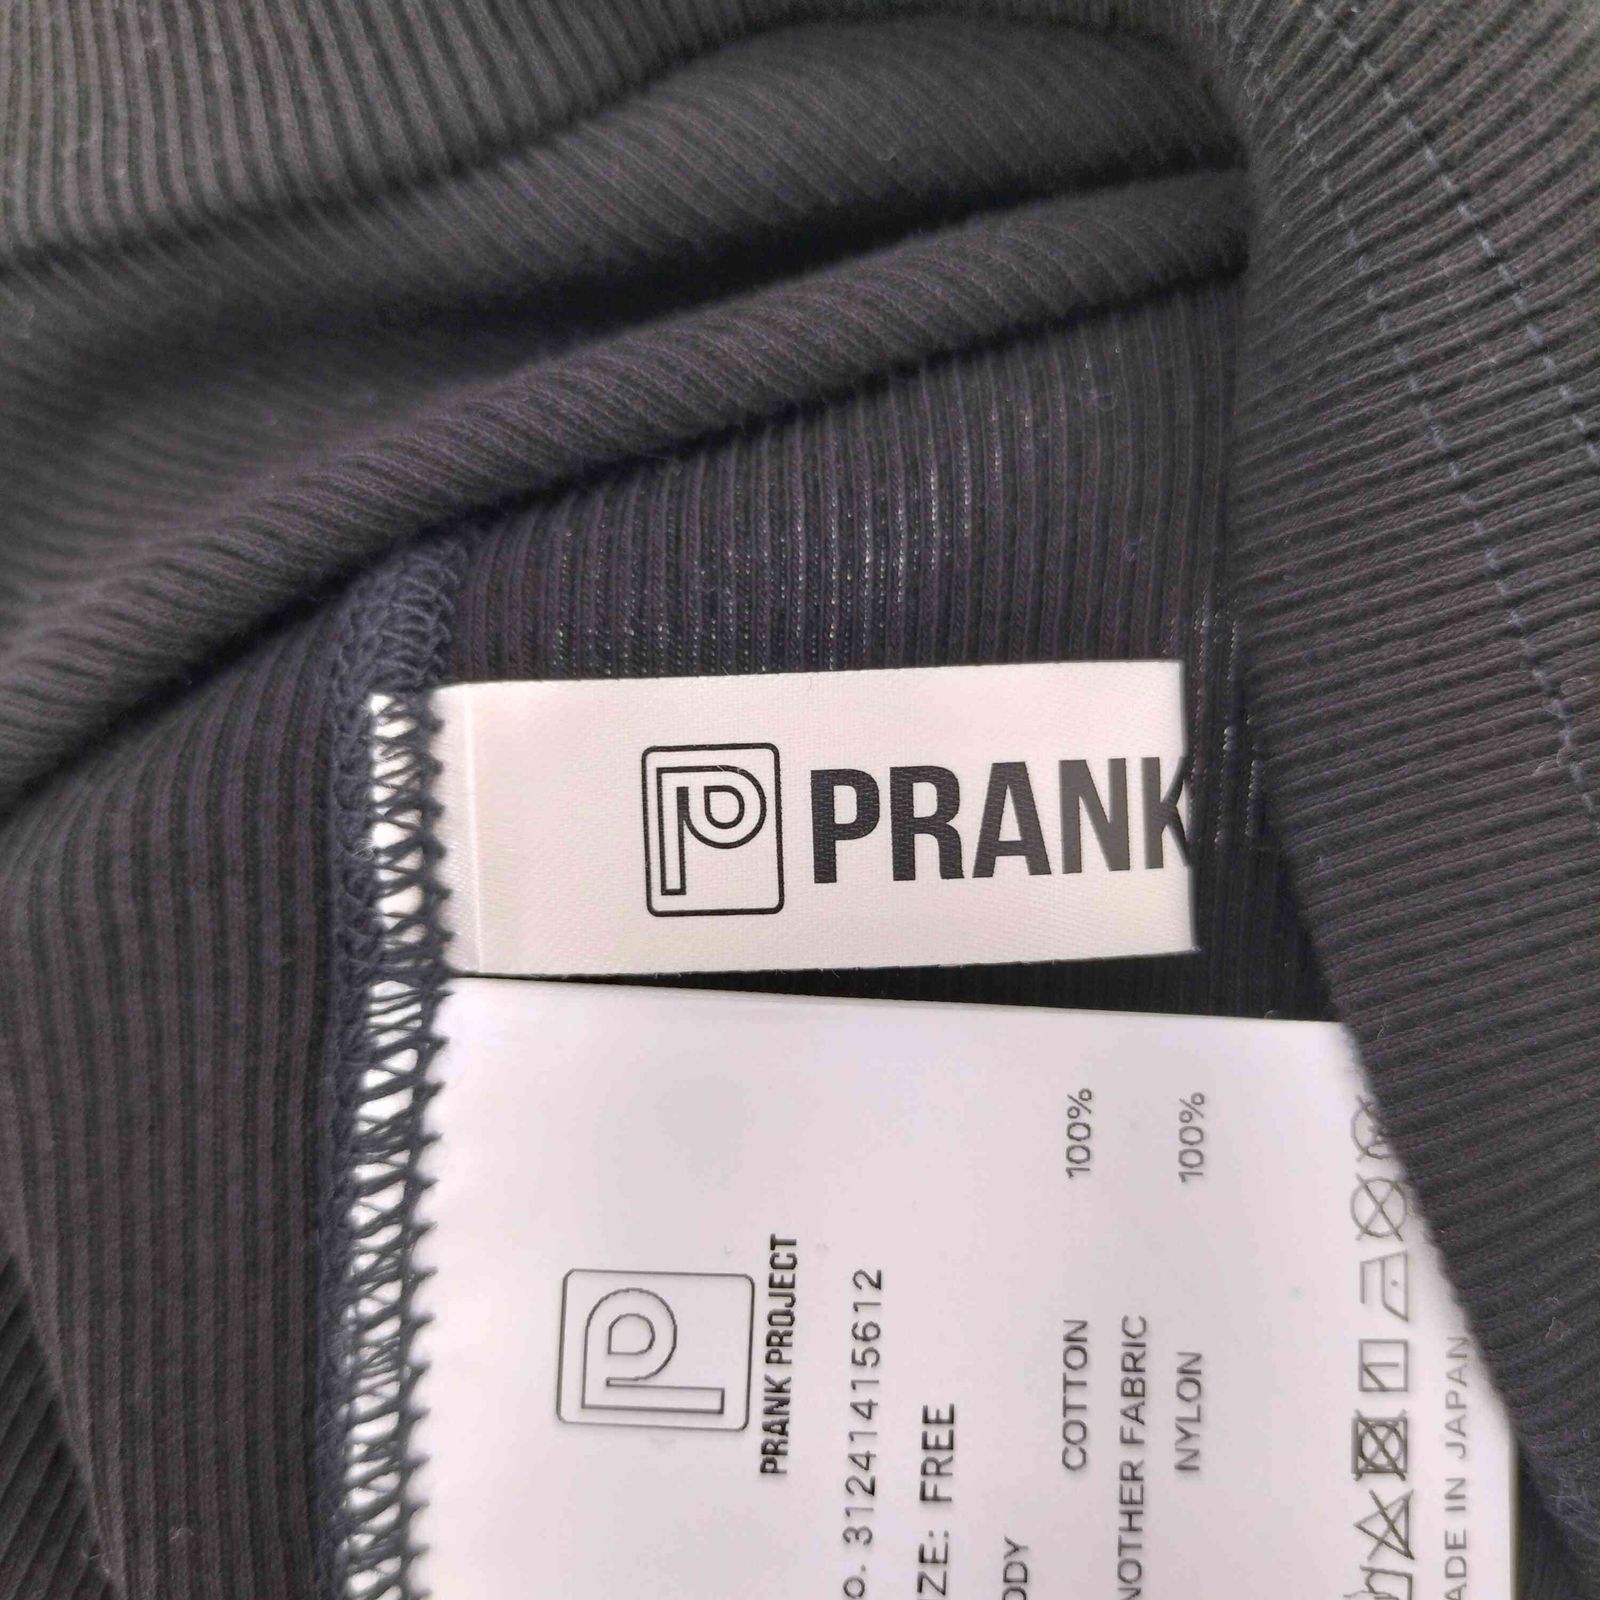 PRANK
PRANK PROJECT
o. 31241415612
IZE: FREE
ODY
COTTON 100%
NOTHER FABRIC
NYLON 100%
ADE IN JAPAN